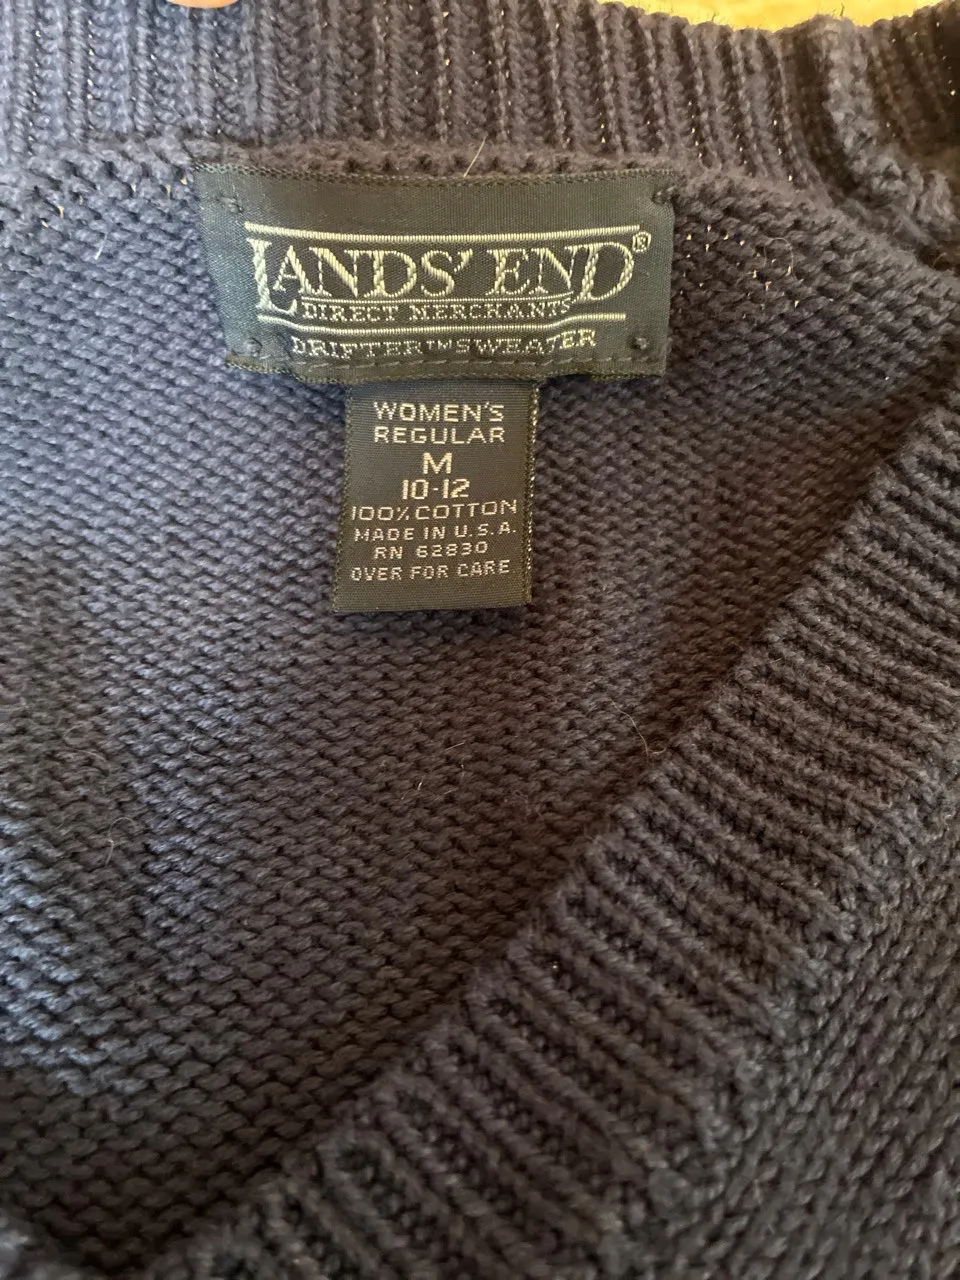 LANDS' END®
DIRECT MERCHANTS
DRIFTER™ SWEATER
WOMEN'S
REGULAR
M
10-12
100% COTTON
MADE IN U.S.A.
RN 62830
OVER FOR CARE